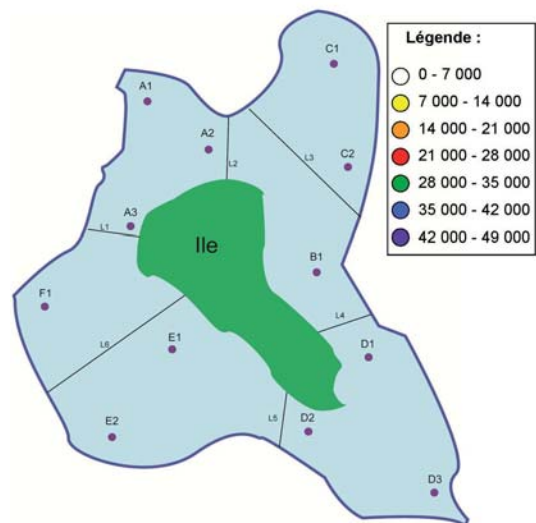 C1
A1
A2
L2
L3
C2
A3
L1
Ile
B1
F1
L4
L6
E1
D1
L5
D2
E2
D3
Légende :
0 - 7 000
7 000 - 14 000
14 000 - 21 000
21 000 - 28 000
28 000 - 35 000
35 000 - 42 000
42 000 - 49 000